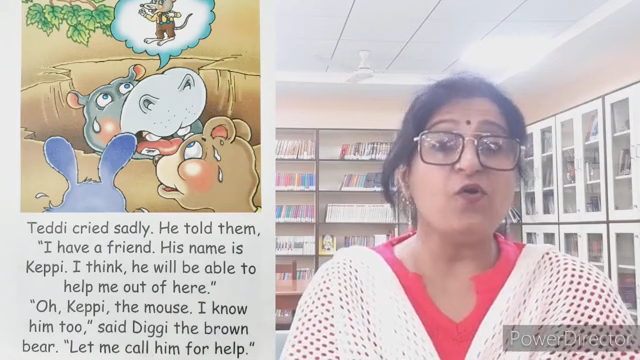 Teddi cried sadly. He told them,
"I have a friend. His name is
Keppi. I think, he will be able to
help me out of here."
"Oh, Keppi, the mouse. I know
him too," said Diggi the brown
bear. "Let me call him for help."
PowerDirector